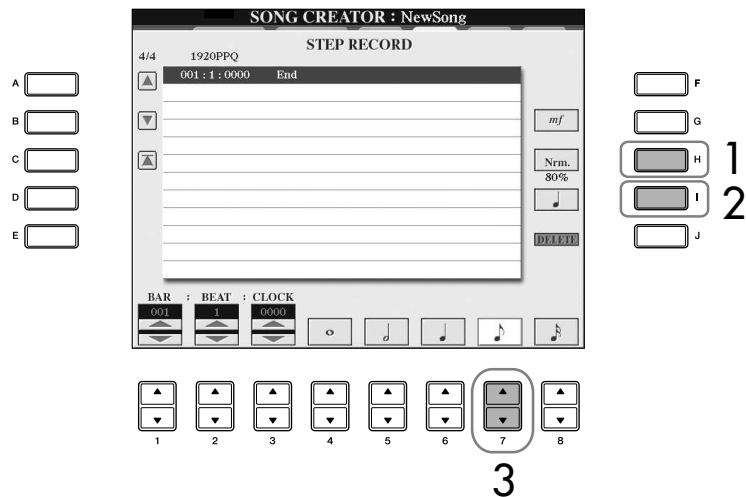 SONG CREATOR : NewSong
STEP RECORD
4/4 1920PPQ
001 : 1 : 0000 End
A
B
C
D
E
mf
Nrm.
80%
DELETE
F
G
H 1
I 2
J
BAR : BEAT : CLOCK
001 1 0000
1 2 3 4 5 6 7 8
3